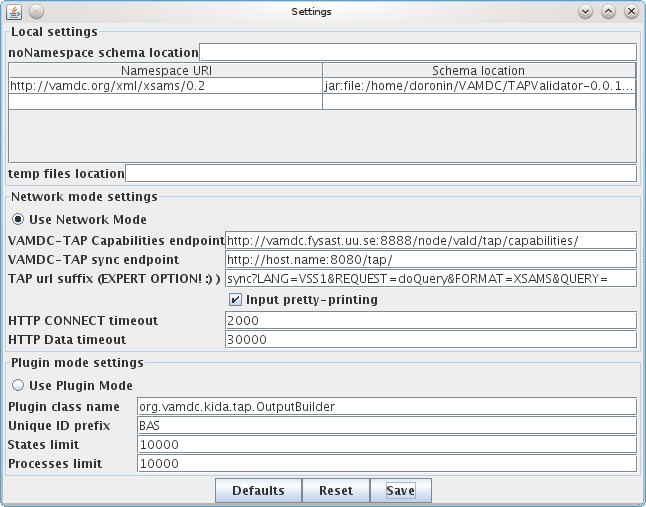 Settings
Local settings
noNamespace schema location
Namespace URI Schema location
http://vamdc.org/xml/xsams/0.2 jar:file:/home/doronin/VAMDC/TAPValidator-0.0.1...
temp files location
Network mode settings
Use Network Mode
VAMDC-TAP Capabilities endpoint http://vamdc.fysast.uu.se:8888/node/vald/tap/capabilities/
VAMDC-TAP sync endpoint http://host.name:8080/tap/
TAP url suffix (EXPERT OPTION! :) ) sync?LANG=VSS1&REQUEST=doQuery&FORMAT=XSAMS&QUERY=
Input pretty-printing
HTTP CONNECT timeout 2000
HTTP Data timeout 30000
Plugin mode settings
Use Plugin Mode
Plugin class name org.vamdc.kida.tap.OutputBuilder
Unique ID prefix BAS
States limit 10000
Processes limit 10000
Defaults Reset Save